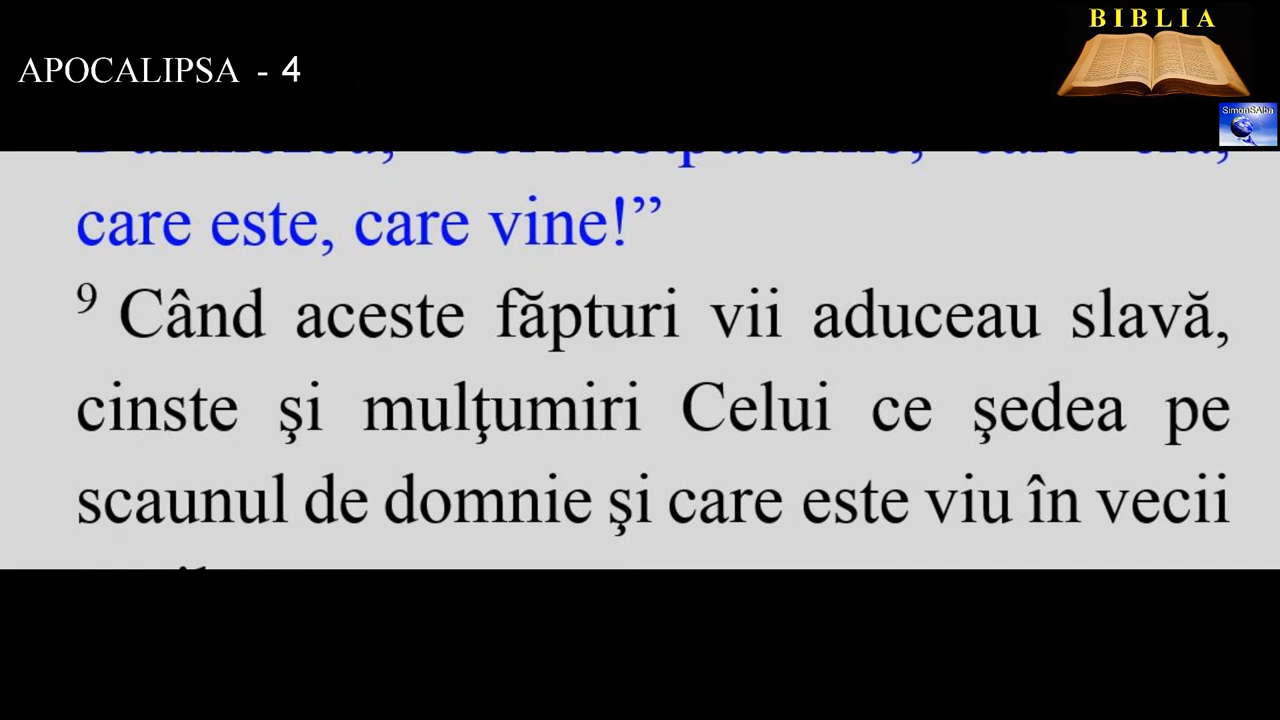 BIBLIA
APOCALIPSA - 4
SimonSAlba
care este, care vine!”
9 Când aceste făpturi vii aduceau slavă,
cinste şi mulţumiri Celui ce şedea pe
scaunul de domnie şi care este viu în vecii